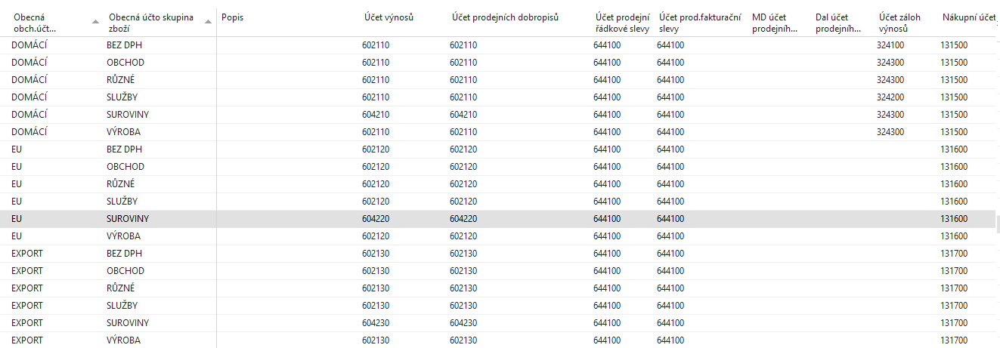 Obecná obch.účt... Obecná účto skupina zboží Popis Účet výnosů Účet prodejních dobropisů Účet prodejní řádkové slevy Účet prod.fakturační slevy MD účet prodejního... Dal účet prodejního... Účet záloh výnosů Nákupní účet
DOMÁCÍ BEZ DPH 602110 602110 644100 644100 324100 131500
DOMÁCÍ OBCHOD 602110 602110 644100 644100 324300 131500
DOMÁCÍ RŮZNÉ 602110 602110 644100 644100 324300 131500
DOMÁCÍ SLUŽBY 602110 602110 644100 644100 324200 131500
DOMÁCÍ SUROVINY 604210 604210 644100 644100 324300 131500
DOMÁCÍ VÝROBA 602110 602110 644100 644100 324300 131500
EU BEZ DPH 602120 602120 644100 644100 131600
EU OBCHOD 602120 602120 644100 644100 131600
EU RŮZNÉ 602120 602120 644100 644100 131600
EU SLUŽBY 602120 602120 644100 644100 131600
EU SUROVINY 604220 604220 644100 644100 131600
EU VÝROBA 602120 602120 644100 644100 131600
EXPORT BEZ DPH 602130 602130 644100 644100 131700
EXPORT OBCHOD 602130 602130 644100 644100 131700
EXPORT RŮZNÉ 602130 602130 644100 644100 131700
EXPORT SLUŽBY 602130 602130 644100 644100 131700
EXPORT SUROVINY 604230 604230 644100 644100 131700
EXPORT VÝROBA 602130 602130 644100 644100 131700